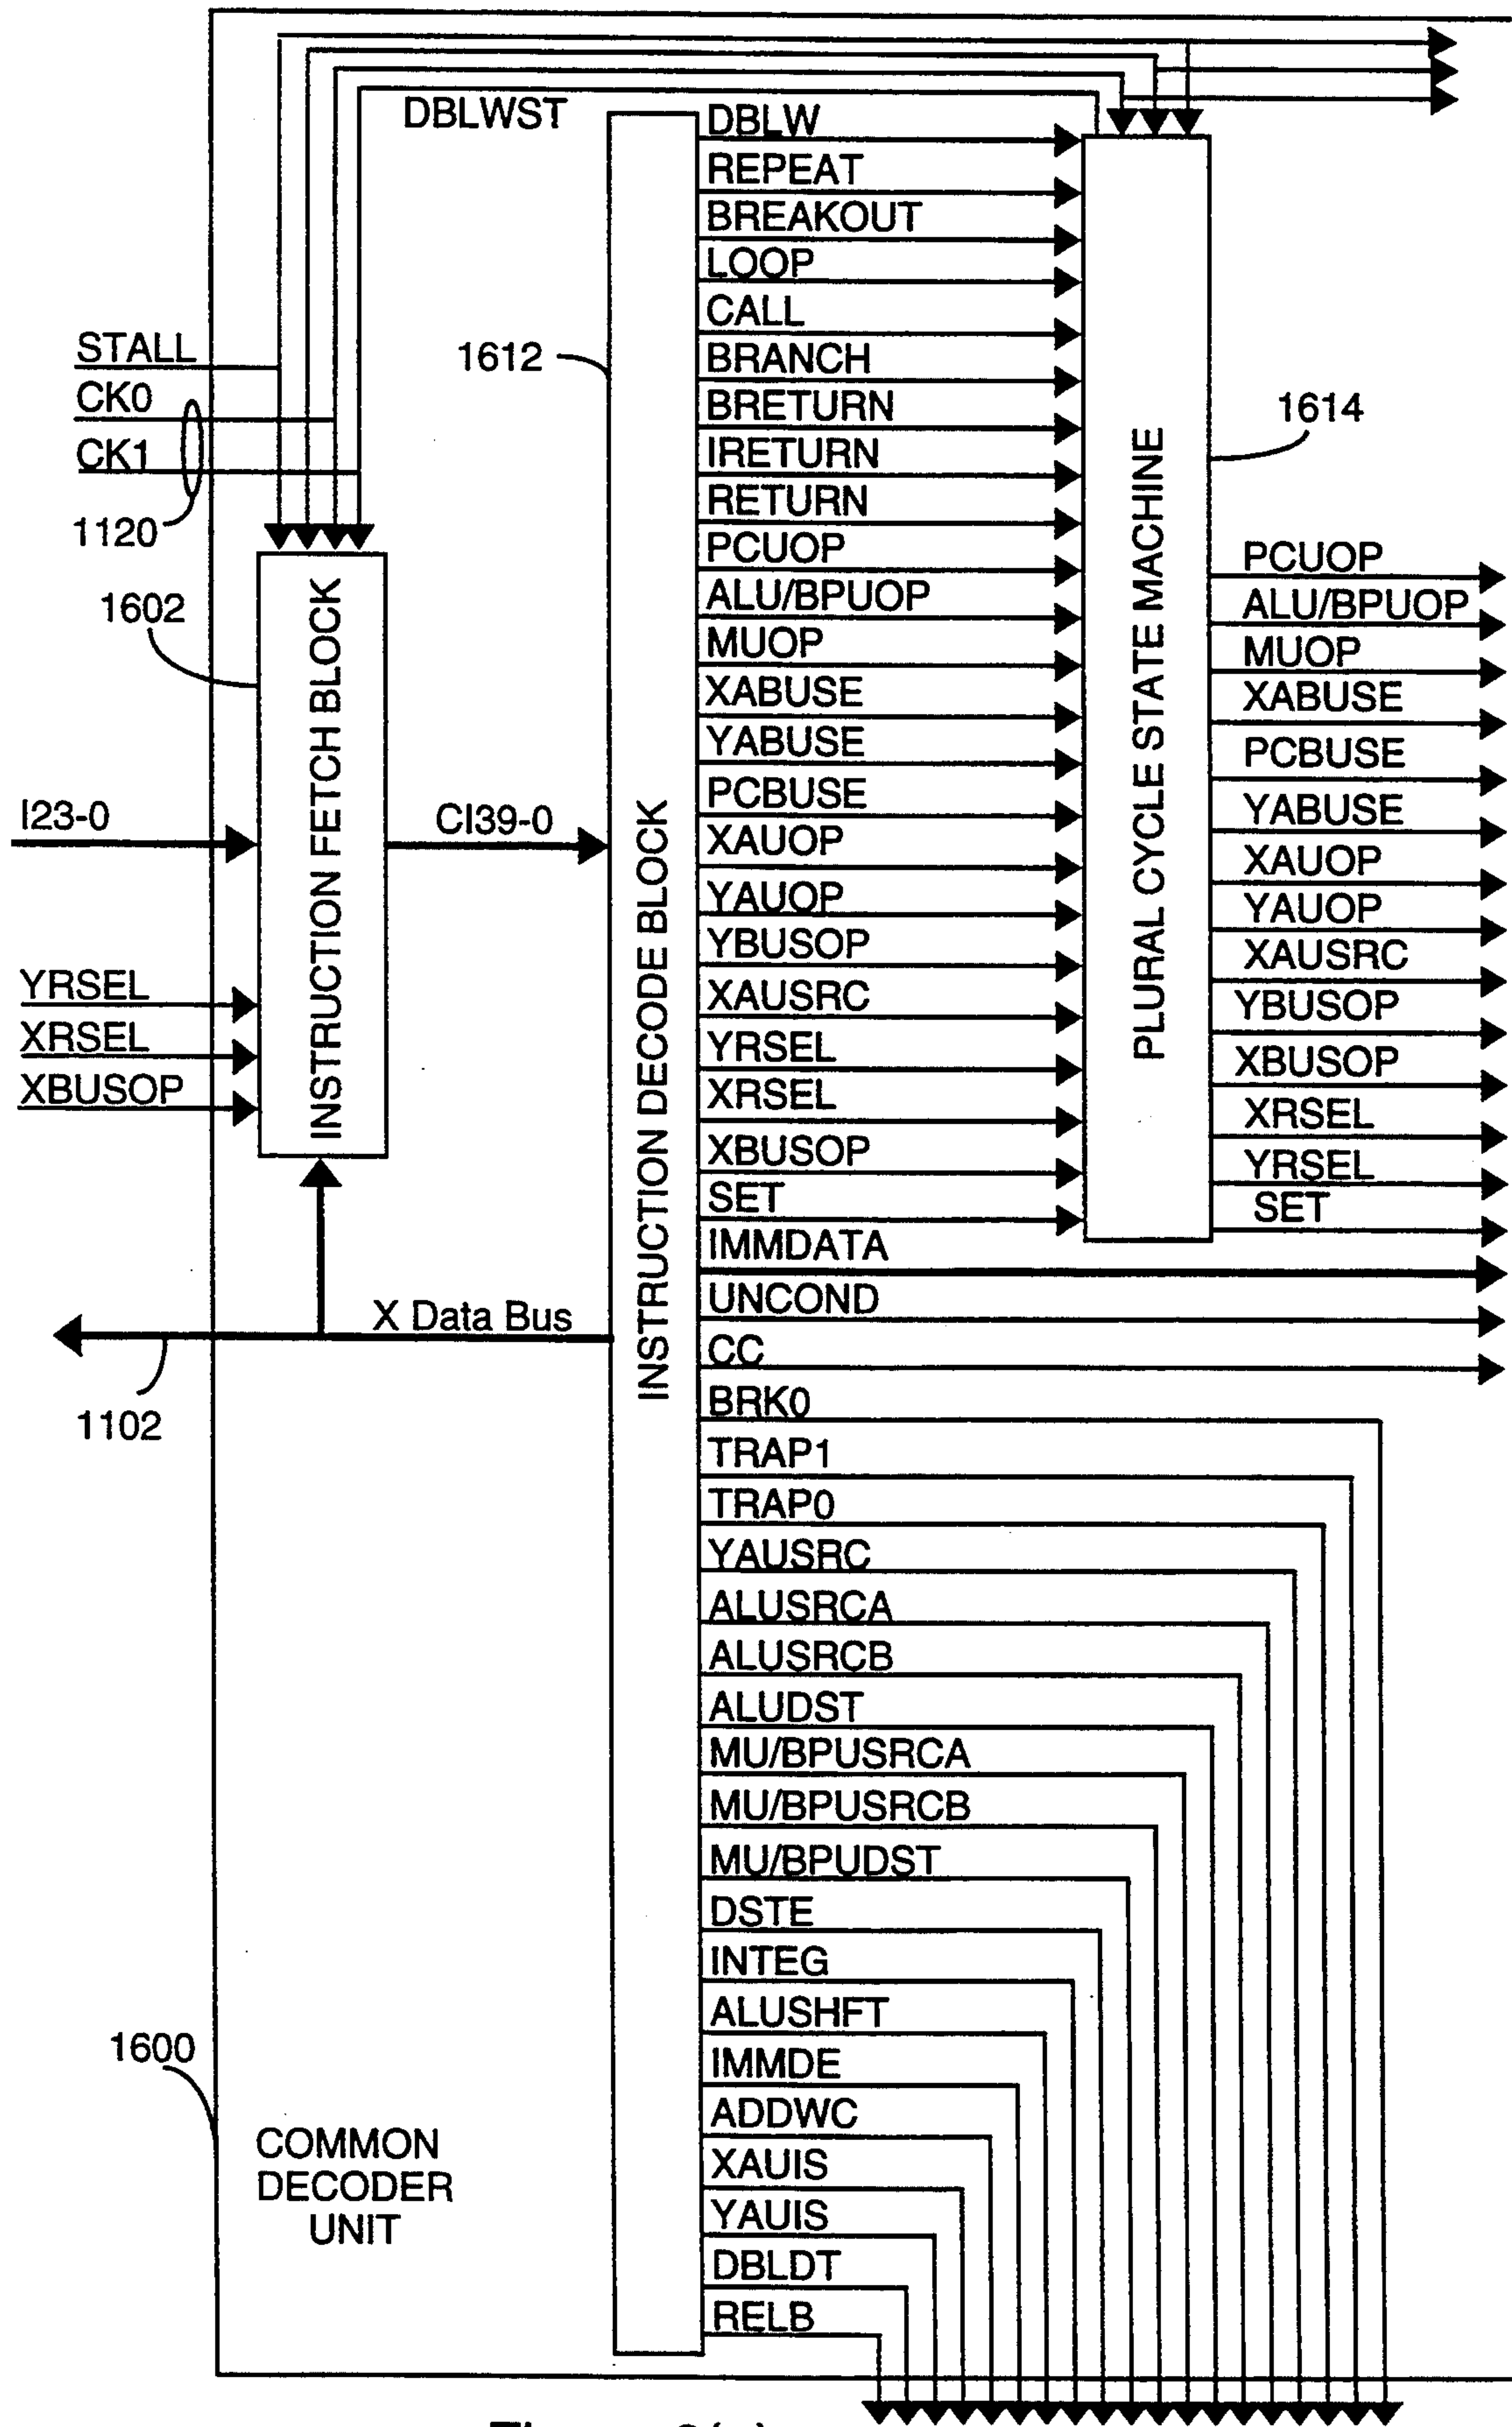 DBLWST
STALL
CK0
CK1
1120
1602
INSTRUCTION FETCH BLOCK
I23-0
CI39-0
YRSEL
XRSEL
XBUSOP
X Data Bus
1102
1612
INSTRUCTION DECODE BLOCK
DBLW
REPEAT
BREAKOUT
LOOP
CALL
BRANCH
BRETURN
IRETURN
RETURN
PCUOP
ALU/BPUOP
MUOP
XABUSE
YABUSE
PCBUSE
XAUOP
YAUOP
YBUSOP
XAUSRC
YRSEL
XRSEL
XBUSOP
SET
IMMDATA
UNCOND
CC
BRK0
TRAP1
TRAP0
YAUSRC
ALUSRCA
ALUSRCB
ALUDST
MU/BPUSRCA
MU/BPUSRCB
MU/BPUDST
DSTE
INTEG
ALUSHFT
IMMDE
ADDWC
XAUIS
YAUIS
DBLDT
RELB
1614
PLURAL CYCLE STATE MACHINE
PCUOP
ALU/BPUOP
MUOP
XABUSE
PCBUSE
YABUSE
XAUOP
YAUOP
XAUSRC
YBUSOP
XBUSOP
XRSEL
YRSEL
SET
1600
COMMON
DECODER
UNIT